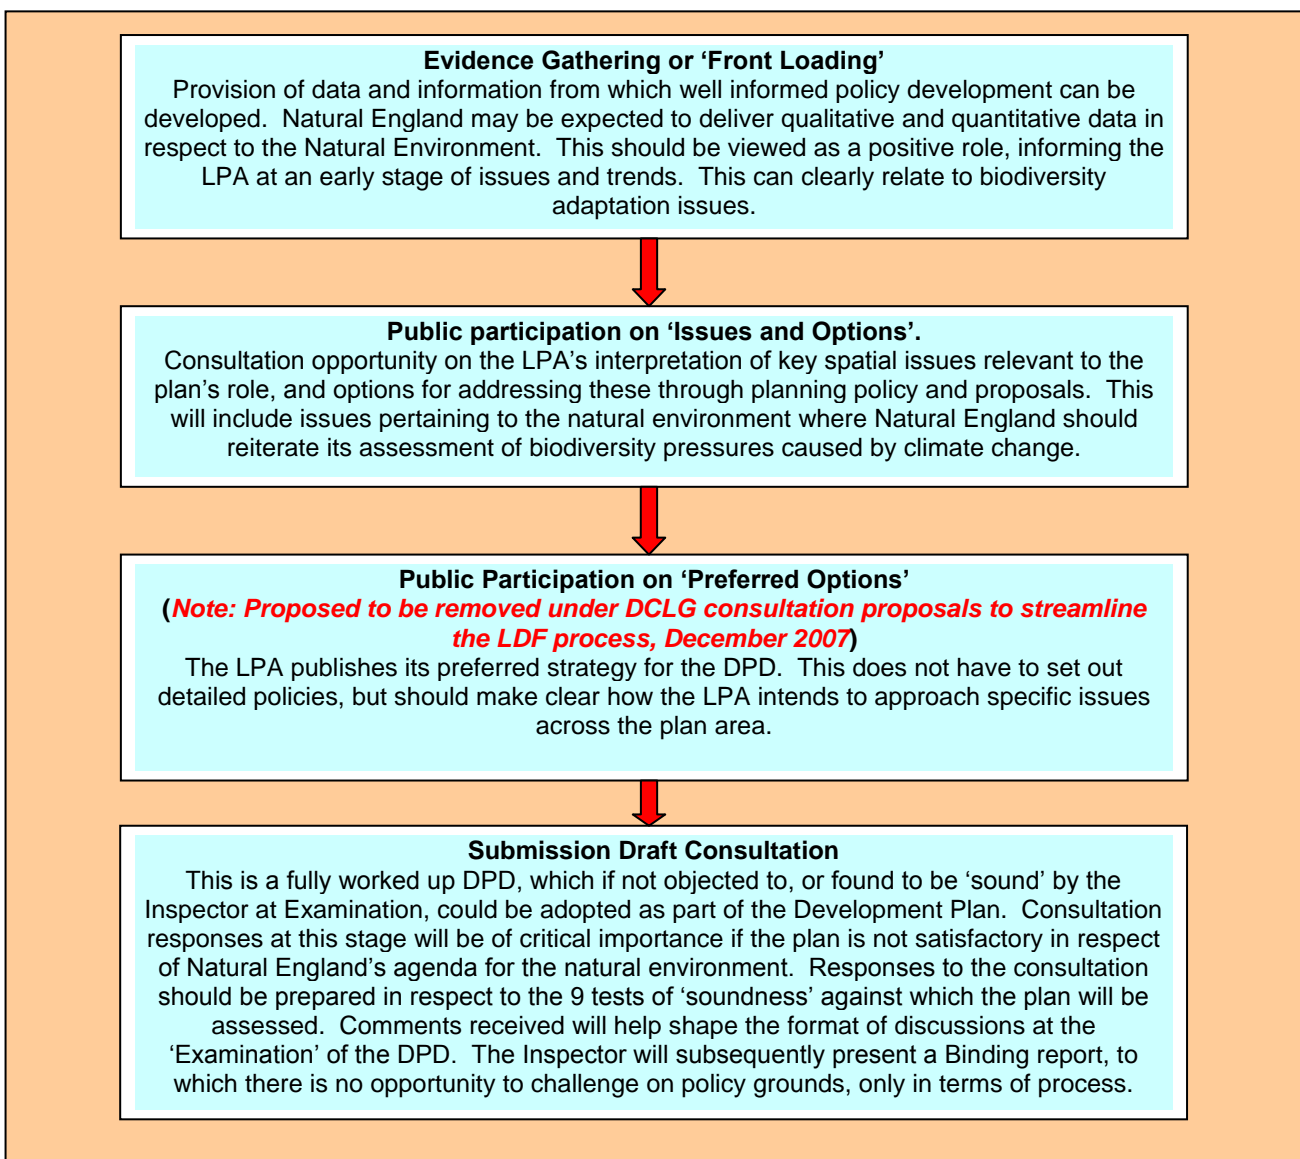 Evidence Gathering or ‘Front Loading’
Provision of data and information from which well informed policy development can be
developed.  Natural England may be expected to deliver qualitative and quantitative data in
respect to the Natural Environment.  This should be viewed as a positive role, informing the
LPA at an early stage of issues and trends.  This can clearly relate to biodiversity
adaptation issues.
Public participation on ‘Issues and Options’.
Consultation opportunity on the LPA’s interpretation of key spatial issues relevant to the
plan’s role, and options for addressing these through planning policy and proposals.  This
will include issues pertaining to the natural environment where Natural England should
reiterate its assessment of biodiversity pressures caused by climate change.
Public Participation on ‘Preferred Options’
(Note: Proposed to be removed under DCLG consultation proposals to streamline
the LDF process, December 2007)
The LPA publishes its preferred strategy for the DPD.  This does not have to set out
detailed policies, but should make clear how the LPA intends to approach specific issues
across the plan area.
Submission Draft Consultation
This is a fully worked up DPD, which if not objected to, or found to be ‘sound’ by the
Inspector at Examination, could be adopted as part of the Development Plan.  Consultation
responses at this stage will be of critical importance if the plan is not satisfactory in respect
of Natural England’s agenda for the natural environment.  Responses to the consultation
should be prepared in respect to the 9 tests of ‘soundness’ against which the plan will be
assessed.  Comments received will help shape the format of discussions at the
‘Examination’ of the DPD.  The Inspector will subsequently present a Binding report, to
which there is no opportunity to challenge on policy grounds, only in terms of process.